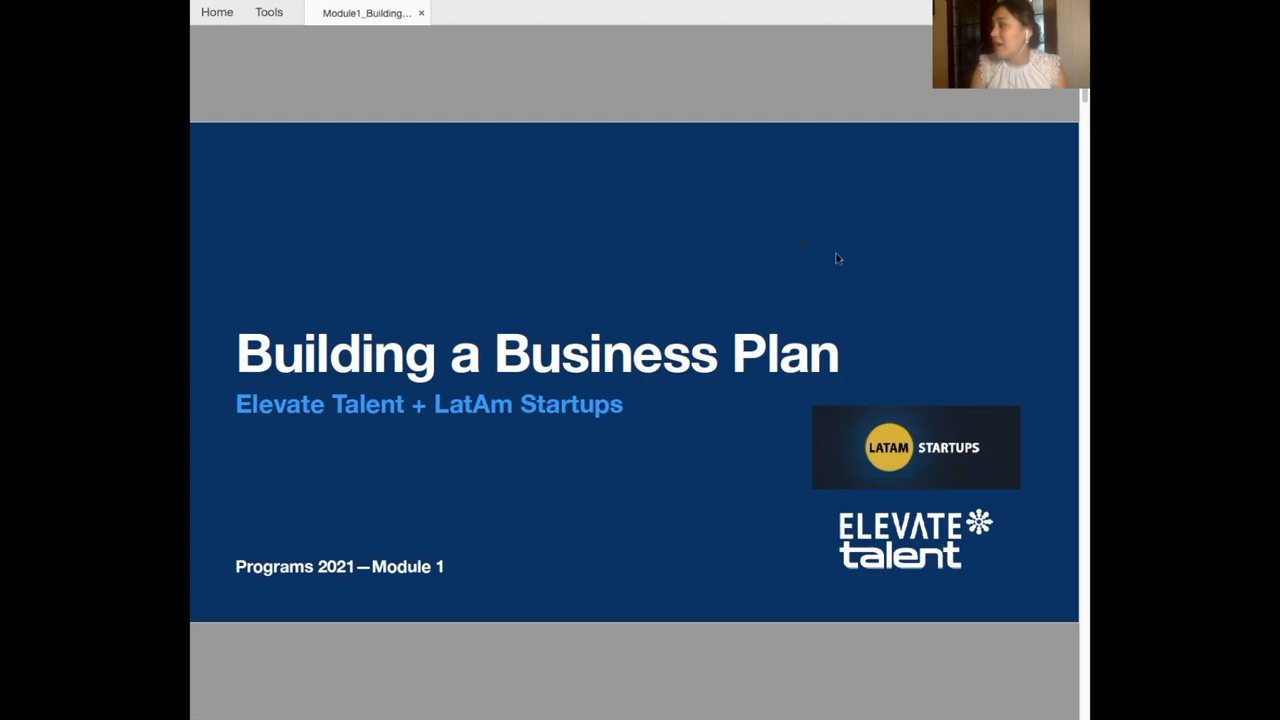 Home Tools Module1_Building... ×
Building a Business Plan
Elevate Talent + LatAm Startups
LATAM STARTUPS
ELEVATE
talent
Programs 2021—Module 1